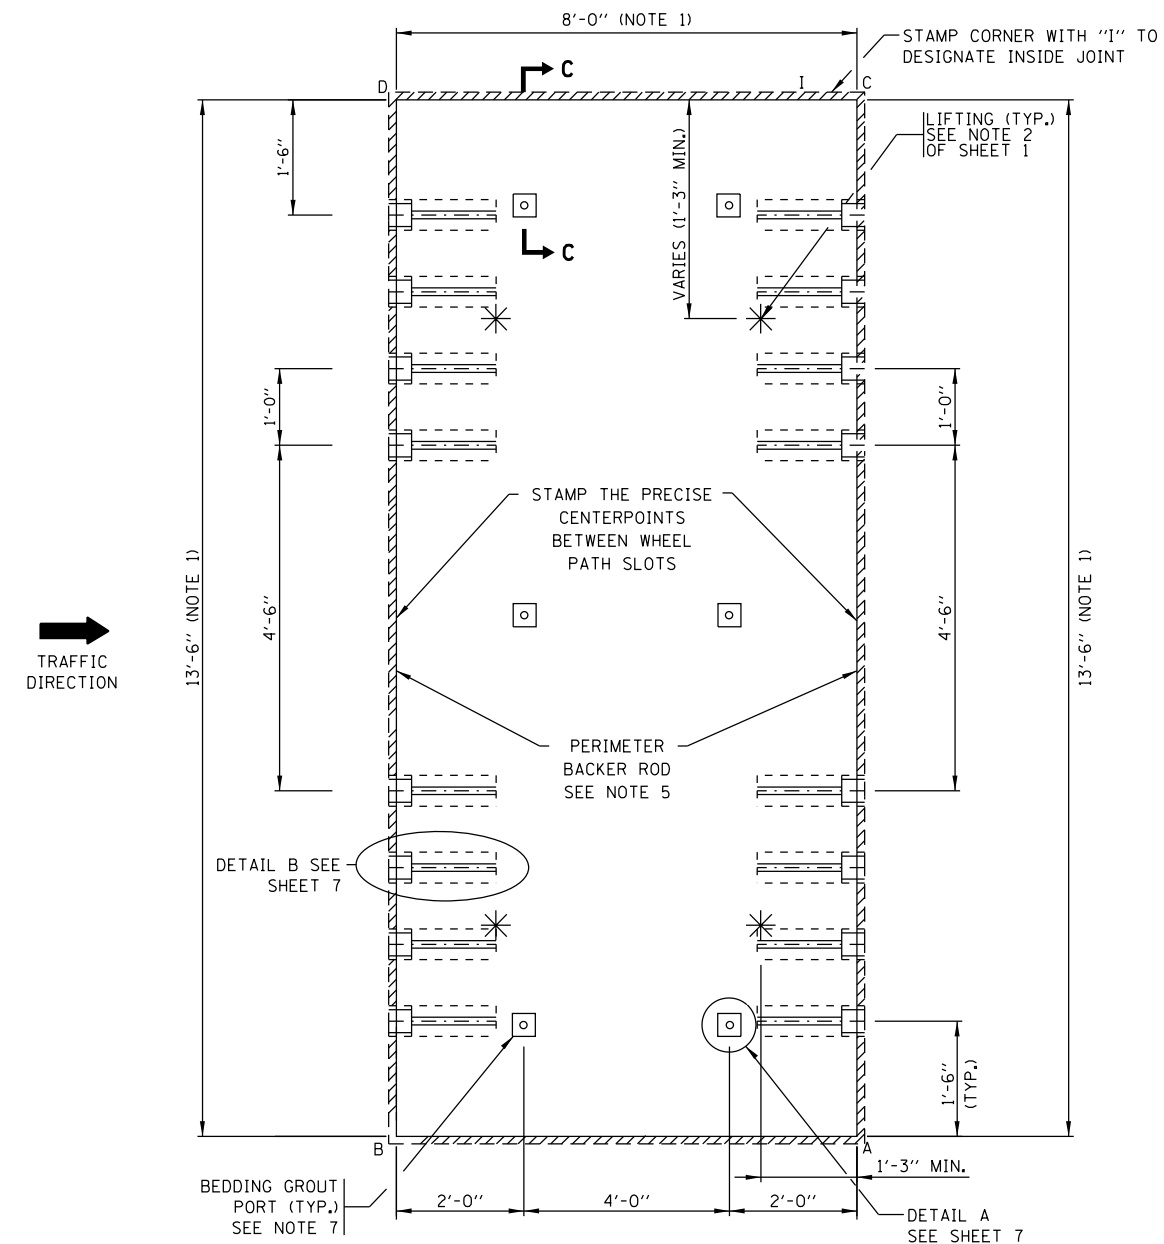 8'-0" (NOTE 1)
STAMP CORNER WITH "I" TO
DESIGNATE INSIDE JOINT
C
D
I
C
LIFTING (TYP.)
SEE NOTE 2
OF SHEET 1
1'-6"
VARIES (1'-3" MIN.)
C
1'-0"
1'-0"
STAMP THE PRECISE
CENTERPOINTS
BETWEEN WHEEL
PATH SLOTS
13'-6" (NOTE 1)
4'-6"
4'-6"
13'-6" (NOTE 1)
TRAFFIC
DIRECTION
PERIMETER
BACKER ROD
SEE NOTE 5
DETAIL B SEE
SHEET 7
1'-6"
(TYP.)
B
A
1'-3" MIN.
BEDDING GROUT
PORT (TYP.)
SEE NOTE 7
2'-0"
4'-0"
2'-0"
DETAIL A
SEE SHEET 7